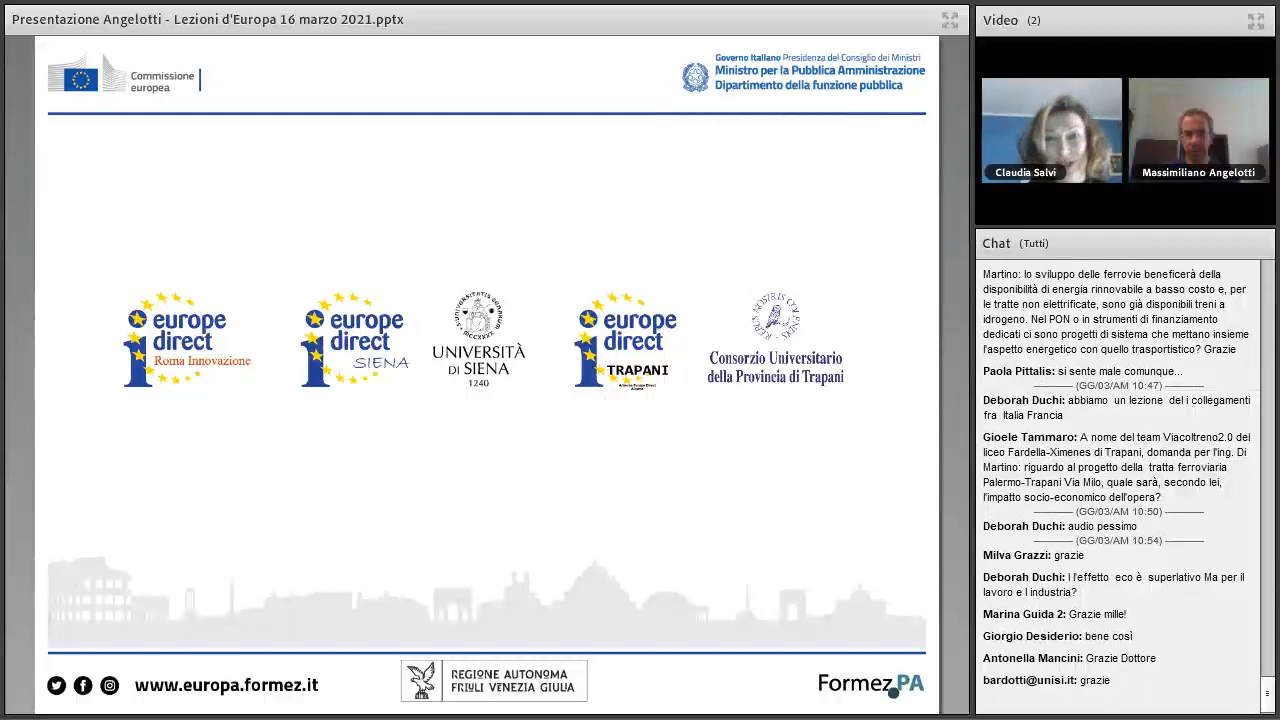 Presentazione Angelotti - Lezioni d'Europa 16 marzo 2021.pptx
Commissione
europea
Governo Italiano Presidenza del Consiglio dei Ministri
Ministro per la Pubblica Amministrazione
Dipartimento della funzione pubblica
europe
direct
Roma Innovazione
europe
direct
SIENA
UNIVERSITÀ
DI SIENA
1240
europe
direct
TRAPANI
Consorzio Universitario
della Provincia di Trapani
www.europa.formez.it
REGIONE AUTONOMA
FRIULI VENEZIA GIULIA
Formez PA
Video (2)
Claudia Salvi
Massimiliano Angelotti
Chat (Tutti)
Martino: lo sviluppo delle ferrovie beneficerà della
disponibilità di energia rinnovabile a basso costo e, per
le tratte non elettrificate, sono già disponibili treni a
idrogeno. Nel PON o in strumenti di finanziamento
dedicati ci sono progetti di sistema che mettano insieme
l'aspetto energetico con quello trasportistico? Grazie
Paola Pittalis: si sente male comunque...
(GG/03/AM 10:47)
Deborah Duchi: abbiamo un lezione del i collegamenti
fra Italia Francia
Gioele Tammaro: A nome del team Viacoltreno2.0 del
liceo Fardella-Ximenes di Trapani, domanda per l'ing. Di
Martino: riguardo al progetto della tratta ferroviaria
Palermo-Trapani Via Milo, quale sarà, secondo lei,
l'impatto socio-economico dell'opera?
(GG/03/AM 10:50)
Deborah Duchi: audio pessimo
(GG/03/AM 10:54)
Milva Grazzi: grazie
Deborah Duchi: l l'effetto eco è superlativo Ma per il
lavoro e l industria?
Marina Guida 2: Grazie mille!
Giorgio Desiderio: bene così
Antonella Mancini: Grazie Dottore
bardotti@unisi.it: grazie